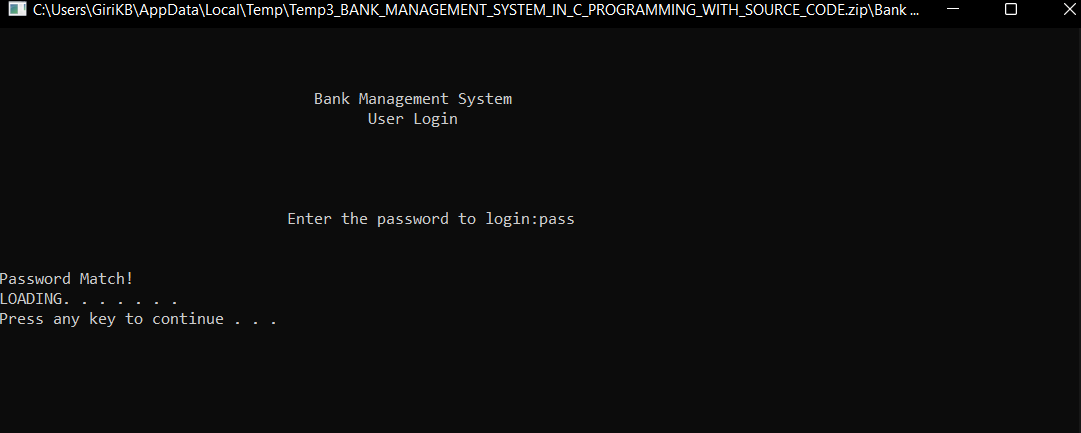 C:\Users\GiriKB\AppData\Local\Temp\Temp3_BANK_MANAGEMENT_SYSTEM_IN_C_PROGRAMMING_WITH_SOURCE_CODE.zip\Bank ...
Bank Management System
User Login
Enter the password to login:pass
Password Match!
LOADING. . . . . . .
Press any key to continue . . .